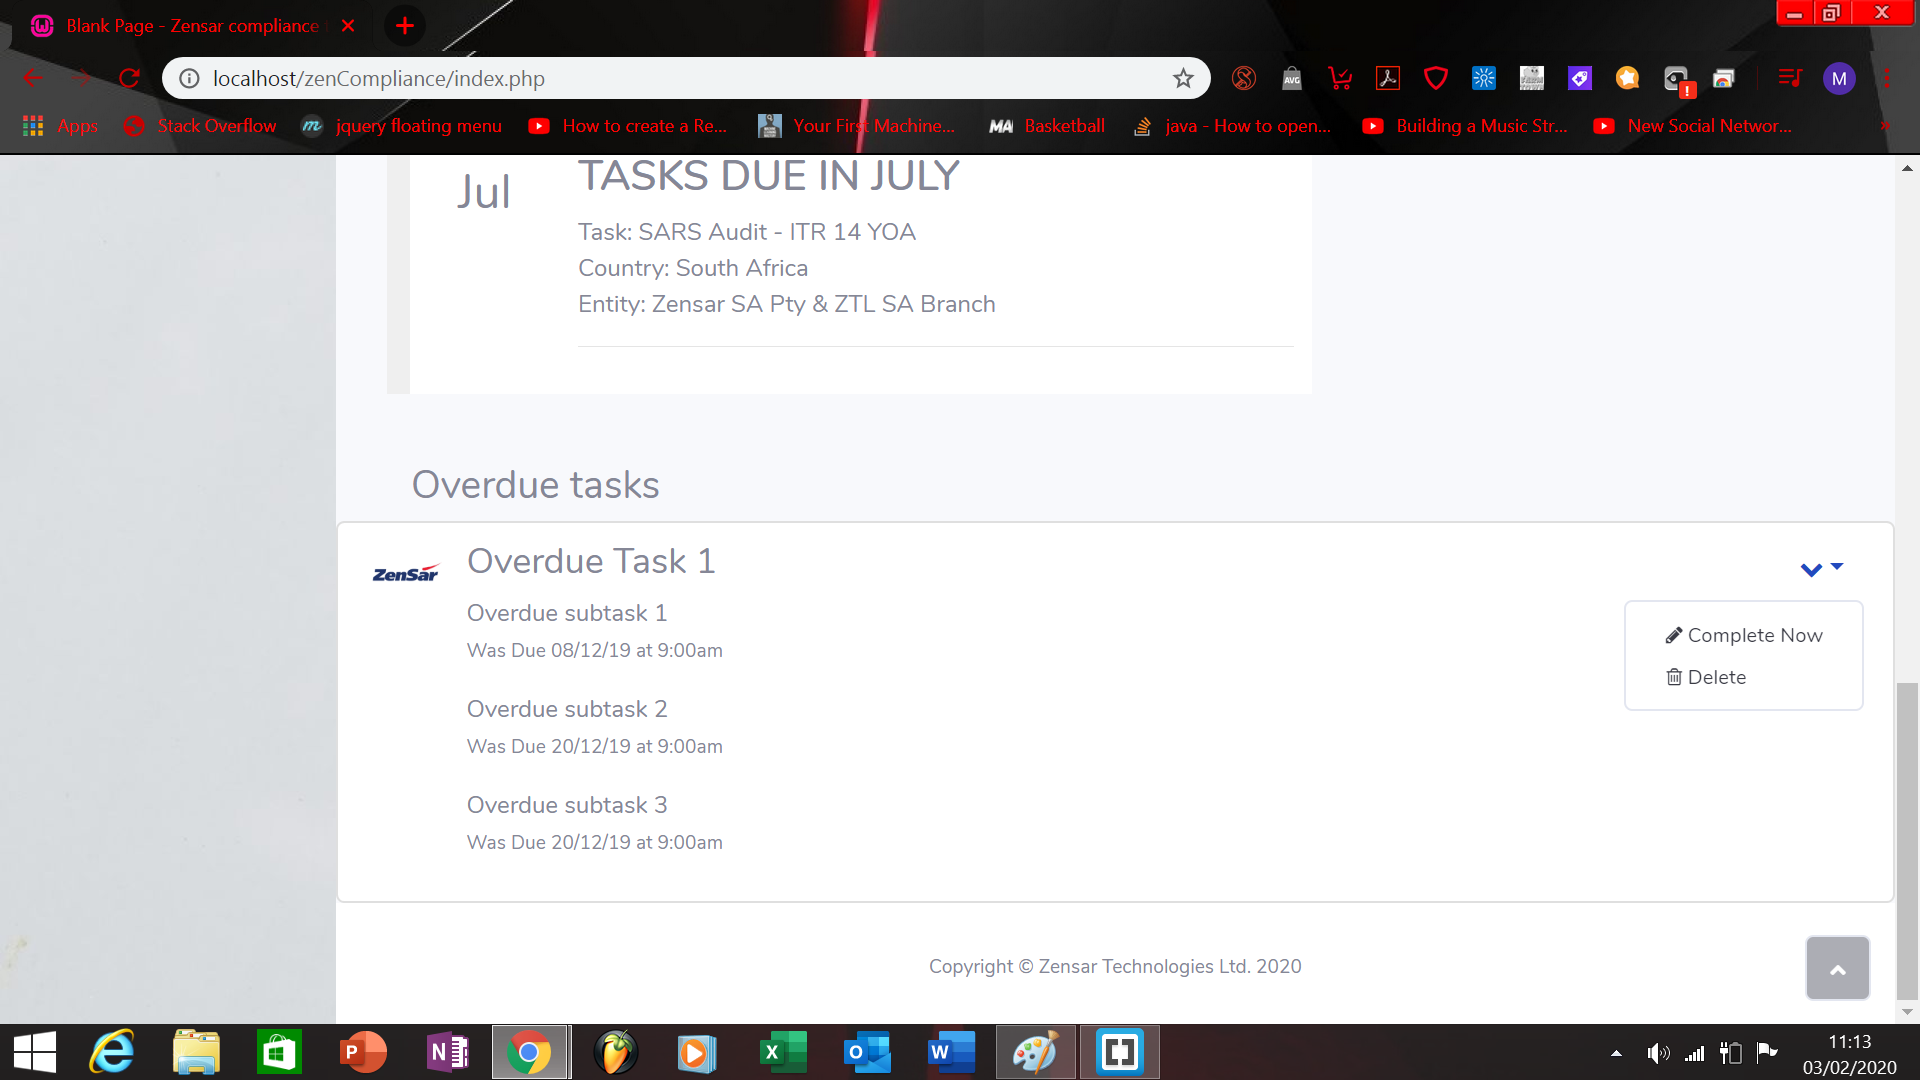 Blank Page - Zensar compliance
localhost/zenCompliance/index.php
AVG
M
Apps
Stack Overflow
jquery floating menu
How to create a Re...
Your First Machine...
MA Basketball
java - How to open...
Building a Music Str...
New Social Networ...
»
Jul
TASKS DUE IN JULY
Task: SARS Audit - ITR 14 YOA
Country: South Africa
Entity: Zensar SA Pty & ZTL SA Branch
Overdue tasks
ZenSar
Overdue Task 1
Overdue subtask 1
Was Due 08/12/19 at 9:00am
Complete Now
Delete
Overdue subtask 2
Was Due 20/12/19 at 9:00am
Overdue subtask 3
Was Due 20/12/19 at 9:00am
Copyright © Zensar Technologies Ltd. 2020
11:13
03/02/2020